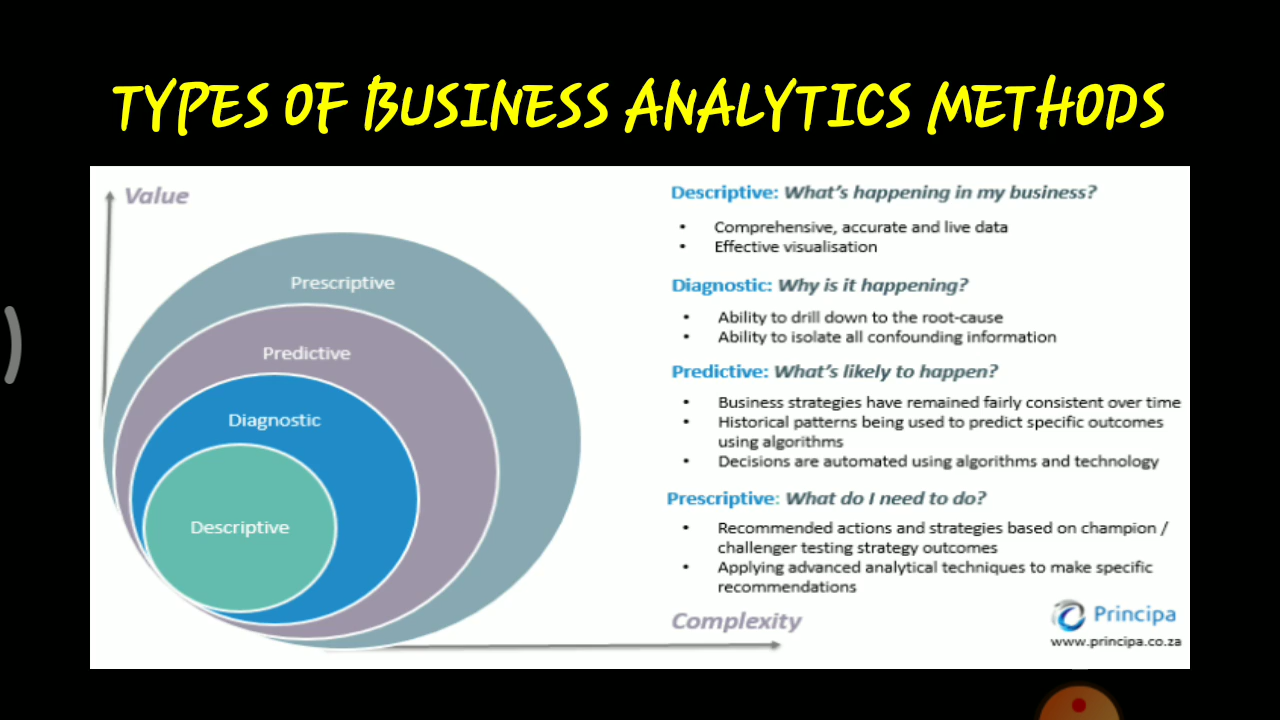 TYPES OF BUSINESS ANALYTICS METHODS
Value
Prescriptive
Predictive
Diagnostic
Descriptive
Descriptive: What's happening in my business?
• Comprehensive, accurate and live data
• Effective visualisation
Diagnostic: Why is it happening?
• Ability to drill down to the root-cause
• Ability to isolate all confounding information
Predictive: What's likely to happen?
• Business strategies have remained fairly consistent over time
• Historical patterns being used to predict specific outcomes
using algorithms
• Decisions are automated using algorithms and technology
Prescriptive: What do I need to do?
• Recommended actions and strategies based on champion /
challenger testing strategy outcomes
• Applying advanced analytical techniques to make specific
recommendations
Complexity
Principa
www.principa.co.za